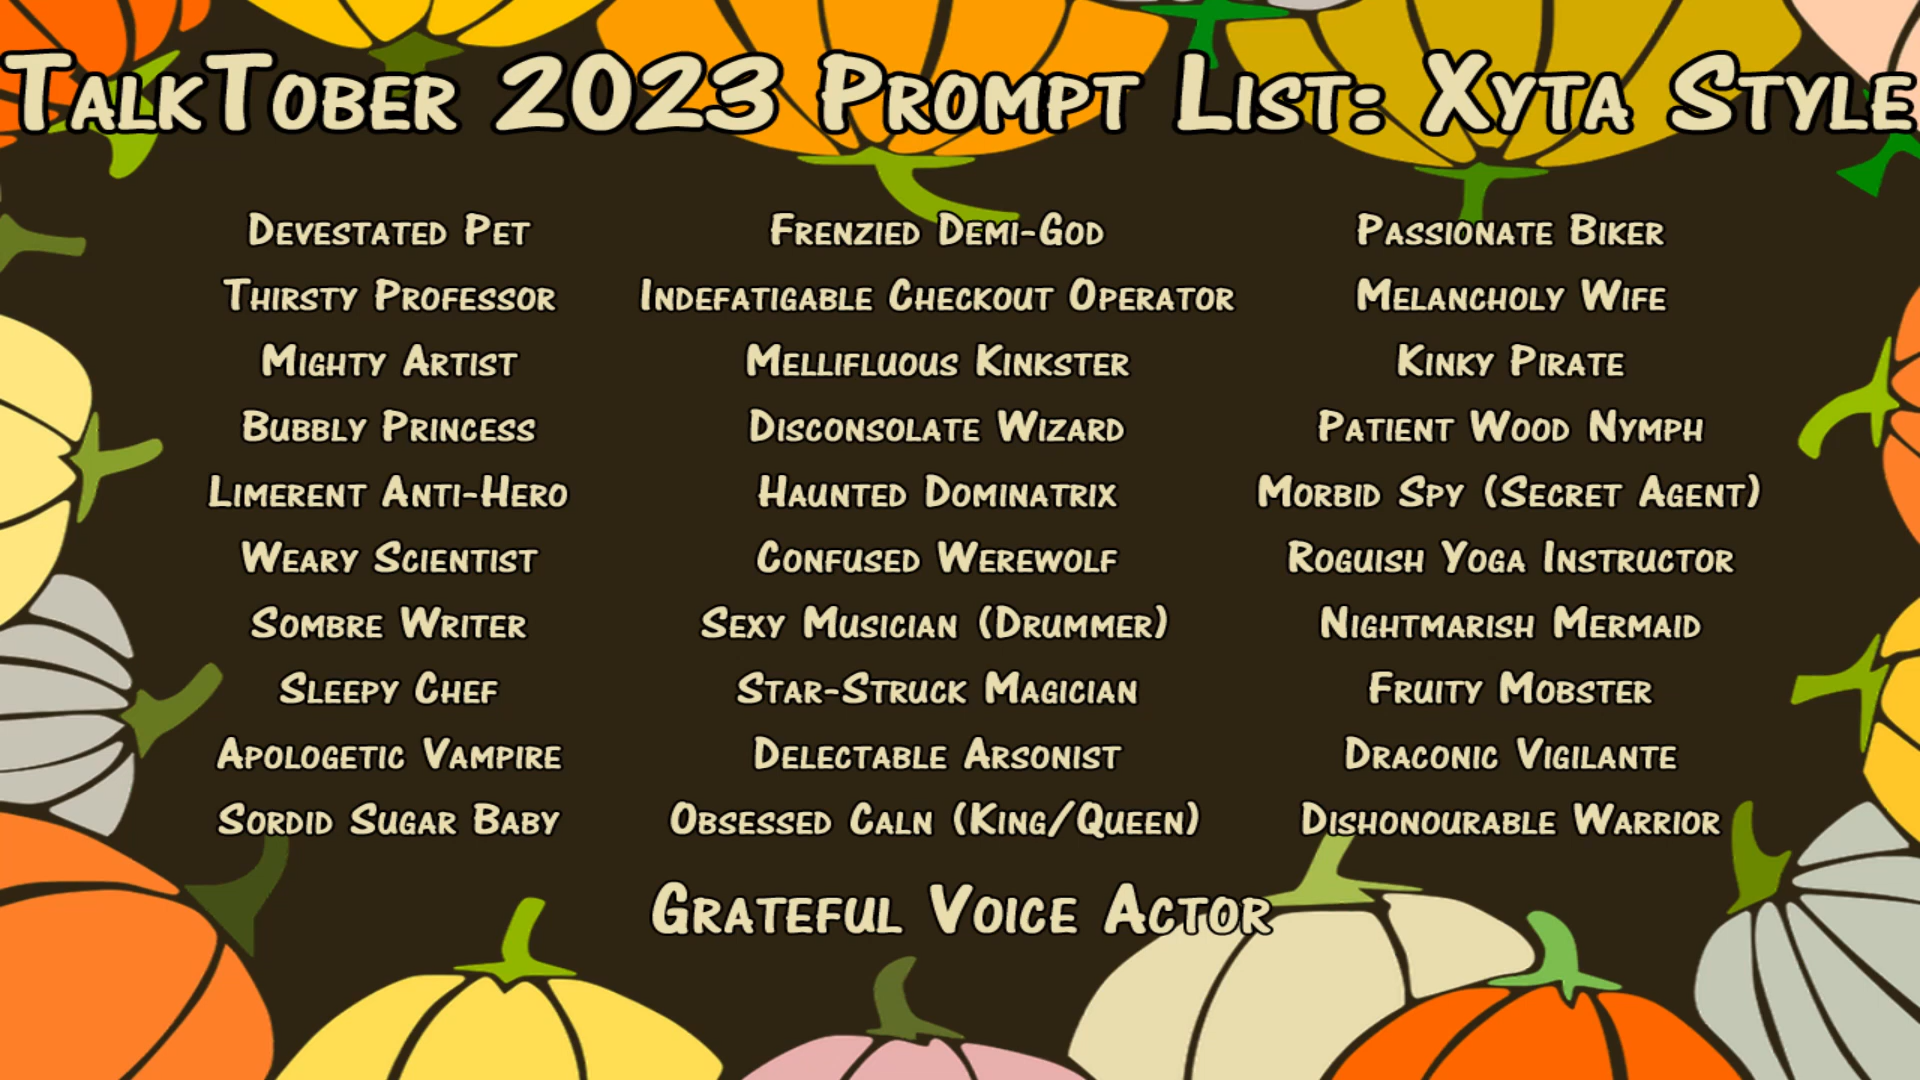 TalkTober 2023 Prompt List: Xyta Style
Devestated Pet
Thirsty Professor
Mighty Artist
Bubbly Princess
Limerent Anti-Hero
Weary Scientist
Sombre Writer
Sleepy Chef
Apologetic Vampire
Sordid Sugar Baby
Frenzied Demi-God
Indefatigable Checkout Operator
Mellifluous Kinkster
Disconsolate Wizard
Haunted Dominatrix
Confused Werewolf
Sexy Musician (Drummer)
Star-Struck Magician
Delectable Arsonist
Obsessed Caln (King/Queen)
Passionate Biker
Melancholy Wife
Kinky Pirate
Patient Wood Nymph
Morbid Spy (Secret Agent)
Roguish Yoga Instructor
Nightmarish Mermaid
Fruity Mobster
Draconic Vigilante
Dishonourable Warrior
Grateful Voice Actor